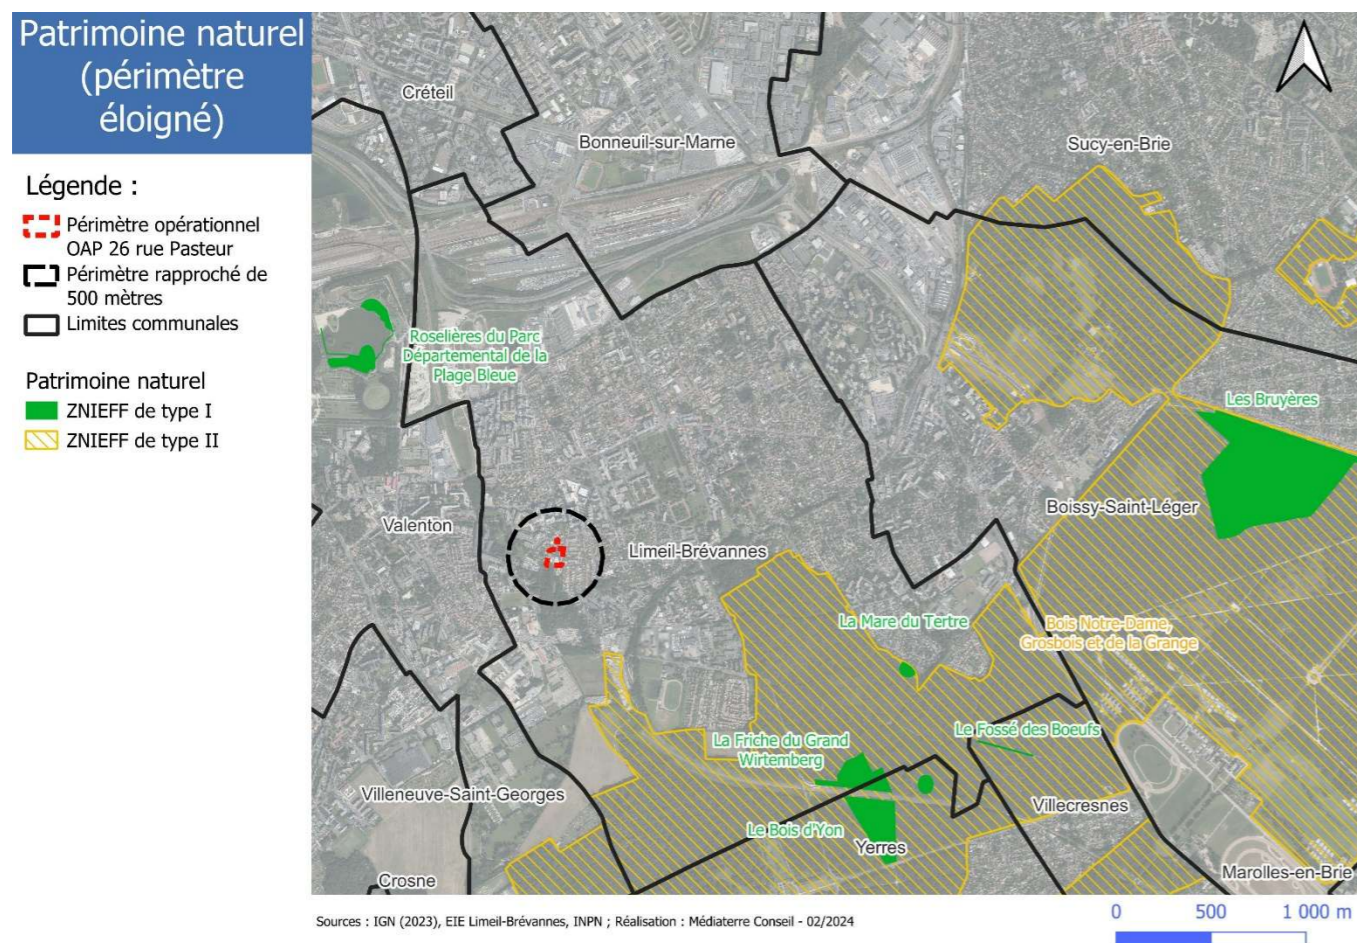 Patrimoine naturel
(périmètre
éloigné)
Légende :
Périmètre opérationnel
OAP 26 rue Pasteur
Périmètre rapproché de
500 mètres
Limites communales
Patrimoine naturel
ZNIEFF de type I
ZNIEFF de type II
Créteil
Bonneuil-sur-Marne
Sucy-en-Brie
Roselières du Parc
Départemental de la
Plage Bleue
Les Bruyères
Boissy-Saint-Léger
Valenton
Limeil-Brévannes
La Mare du Tertre
Bois Notre-Dame,
Grosbois et de la Grange
La Friche du Grand
Wirtemberg
Le Fossé des Boeufs
Villeneuve-Saint-Georges
Villecresnes
Le Bois d'Yon
Yerres
Crosne
Marolles-en-Brie
Sources : IGN (2023), EIE Limeil-Brévannes, INPN ; Réalisation : Médiaterre Conseil - 02/2024
0 500 1 000 m